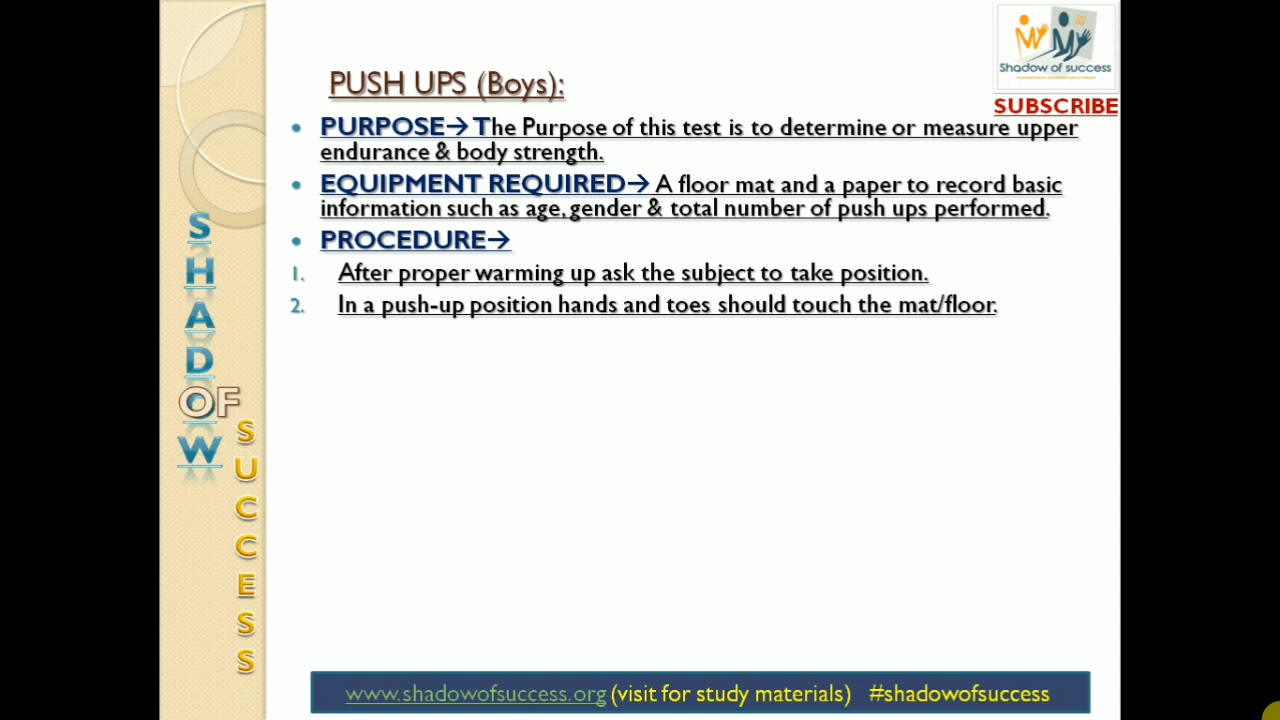 Shadow of success
SUBSCRIBE
PUSH UPS (Boys):
• PURPOSE→ The Purpose of this test is to determine or measure upper
endurance & body strength.
• EQUIPMENT REQUIRED→ A floor mat and a paper to record basic
information such as age, gender & total number of push ups performed.
• PROCEDURE→
1. After proper warming up ask the subject to take position.
2. In a push-up position hands and toes should touch the mat/floor.
SHADOW
OF
SUCCESS
www.shadowofsuccess.org (visit for study materials) #shadowofsuccess